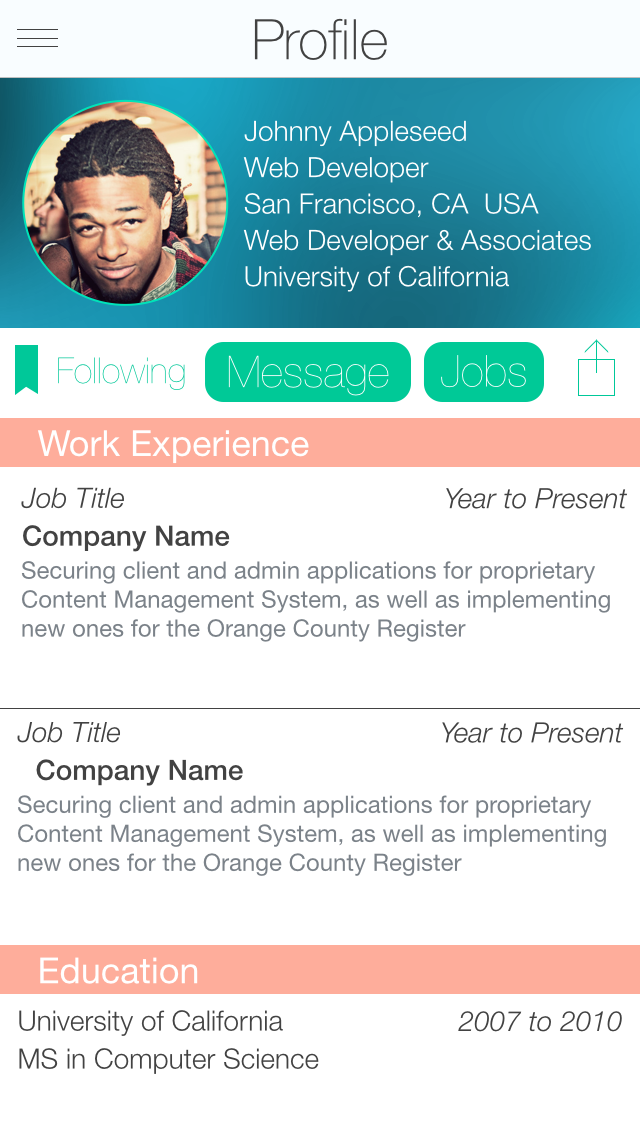 Profile
Johnny Appleseed
Web Developer
San Francisco, CA  USA
Web Developer & Associates
University of California
Following Message Jobs
Work Experience
Job Title Year to Present
Company Name
Securing client and admin applications for proprietary
Content Management System, as well as implementing
new ones for the Orange County Register
Job Title Year to Present
Company Name
Securing client and admin applications for proprietary
Content Management System, as well as implementing
new ones for the Orange County Register
Education
University of California 2007 to 2010
MS in Computer Science